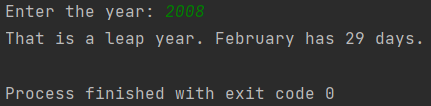 Enter the year: 2008
That is a leap year. February has 29 days.
Process finished with exit code 0